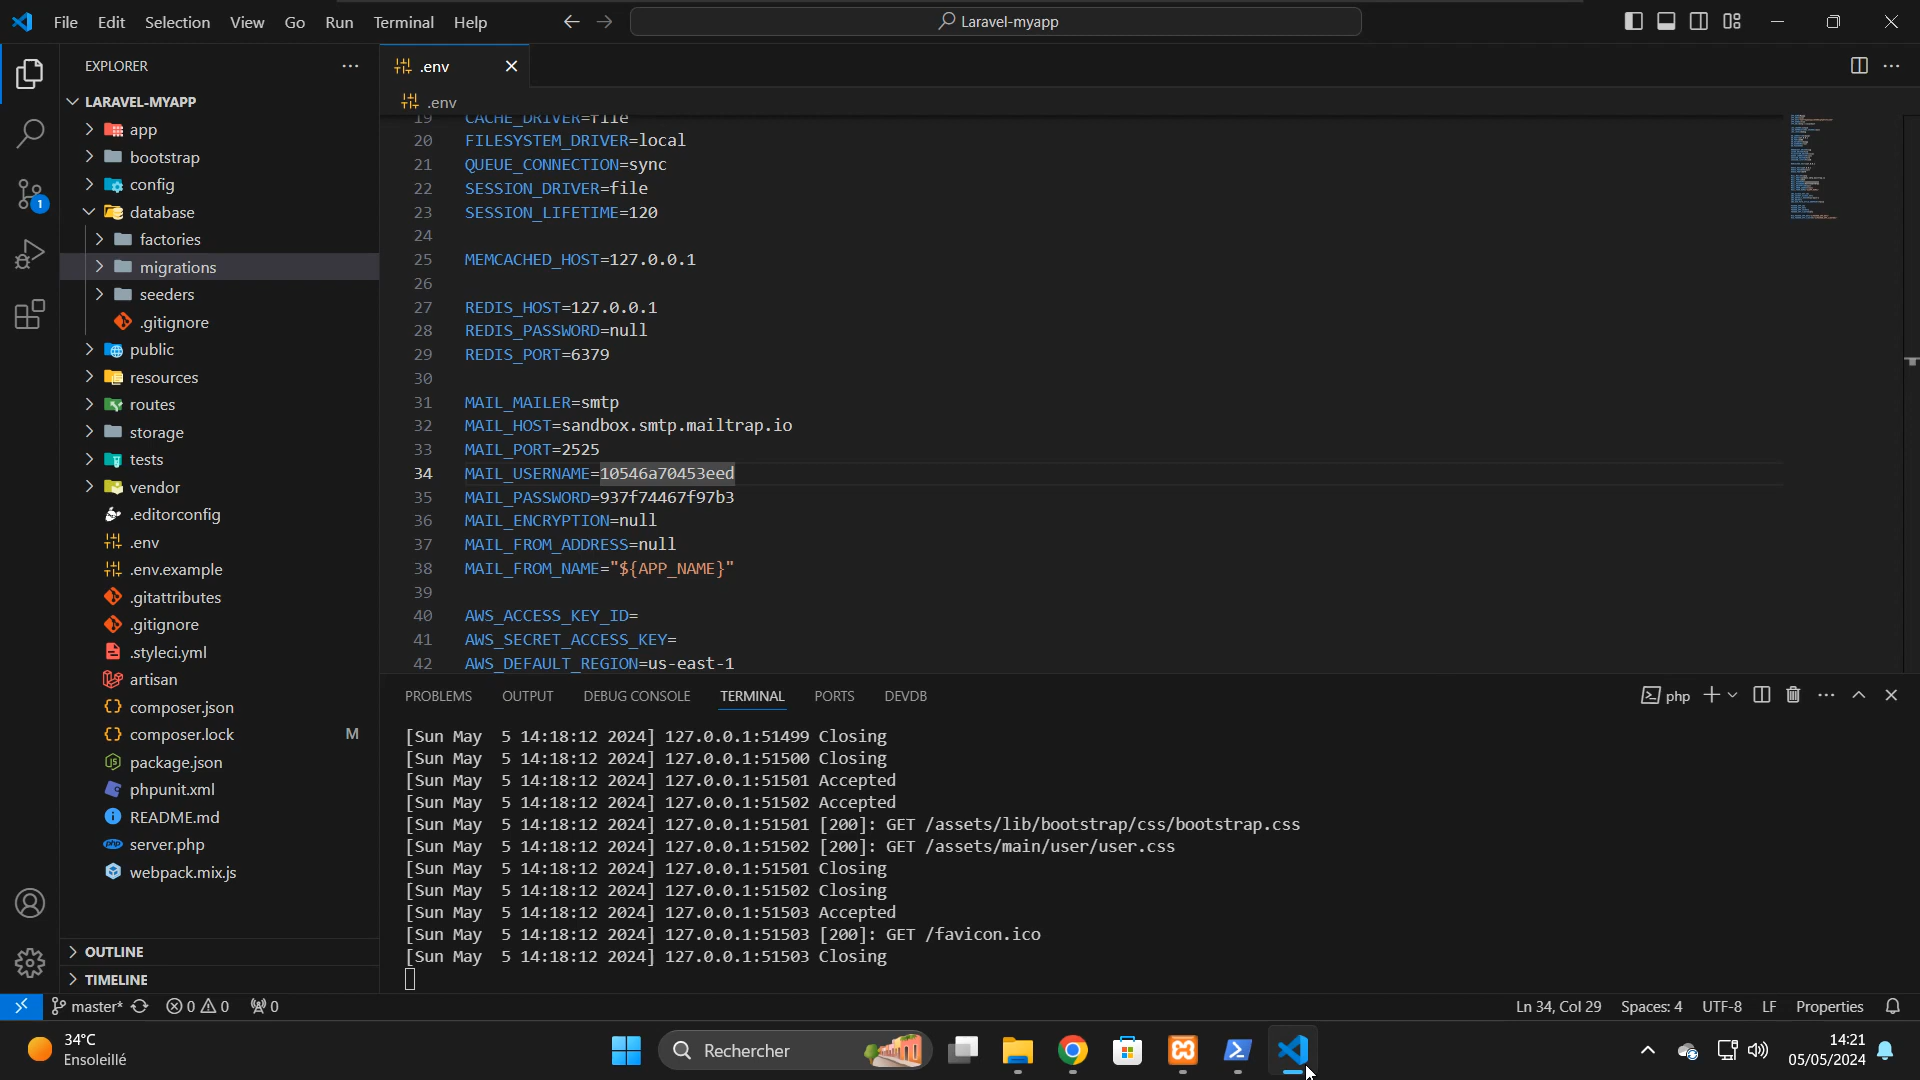 File Edit Selection View Go Run Terminal Help
Laravel-myapp
EXPLORER
.env
LARAVEL-MYAPP
app
bootstrap
config
database
factories
migrations
seeders
.gitignore
public
resources
routes
storage
tests
vendor
.editorconfig
.env
.env.example
.gitattributes
.gitignore
.styleci.yml
artisan
composer.json
composer.lock M
package.json
phpunit.xml
README.md
server.php
webpack.mix.js
OUTLINE
TIMELINE
.env
19 CACHE_DRIVER=file
20 FILESYSTEM_DRIVER=local
21 QUEUE_CONNECTION=sync
22 SESSION_DRIVER=file
23 SESSION_LIFETIME=120
24
25 MEMCACHED_HOST=127.0.0.1
26
27 REDIS_HOST=127.0.0.1
28 REDIS_PASSWORD=null
29 REDIS_PORT=6379
30
31 MAIL_MAILER=smtp
32 MAIL_HOST=sandbox.smtp.mailtrap.io
33 MAIL_PORT=2525
34 MAIL_USERNAME=10546a70453eed
35 MAIL_PASSWORD=937f74467f97b3
36 MAIL_ENCRYPTION=null
37 MAIL_FROM_ADDRESS=null
38 MAIL_FROM_NAME="${APP_NAME}"
39
40 AWS_ACCESS_KEY_ID=
41 AWS_SECRET_ACCESS_KEY=
42 AWS_DEFAULT_REGION=us-east-1
PROBLEMS OUTPUT DEBUG CONSOLE TERMINAL PORTS DEVDB
php
[Sun May  5 14:18:12 2024] 127.0.0.1:51499 Closing
[Sun May  5 14:18:12 2024] 127.0.0.1:51500 Closing
[Sun May  5 14:18:12 2024] 127.0.0.1:51501 Accepted
[Sun May  5 14:18:12 2024] 127.0.0.1:51502 Accepted
[Sun May  5 14:18:12 2024] 127.0.0.1:51501 [200]: GET /assets/lib/bootstrap/css/bootstrap.css
[Sun May  5 14:18:12 2024] 127.0.0.1:51502 [200]: GET /assets/main/user/user.css
[Sun May  5 14:18:12 2024] 127.0.0.1:51501 Closing
[Sun May  5 14:18:12 2024] 127.0.0.1:51502 Closing
[Sun May  5 14:18:12 2024] 127.0.0.1:51503 Accepted
[Sun May  5 14:18:12 2024] 127.0.0.1:51503 [200]: GET /favicon.ico
[Sun May  5 14:18:12 2024] 127.0.0.1:51503 Closing
1
master* 0 0 0
Ln 34, Col 29 Spaces: 4 UTF-8 LF Properties
34°C
Ensoleillé
Rechercher
14:21
05/05/2024